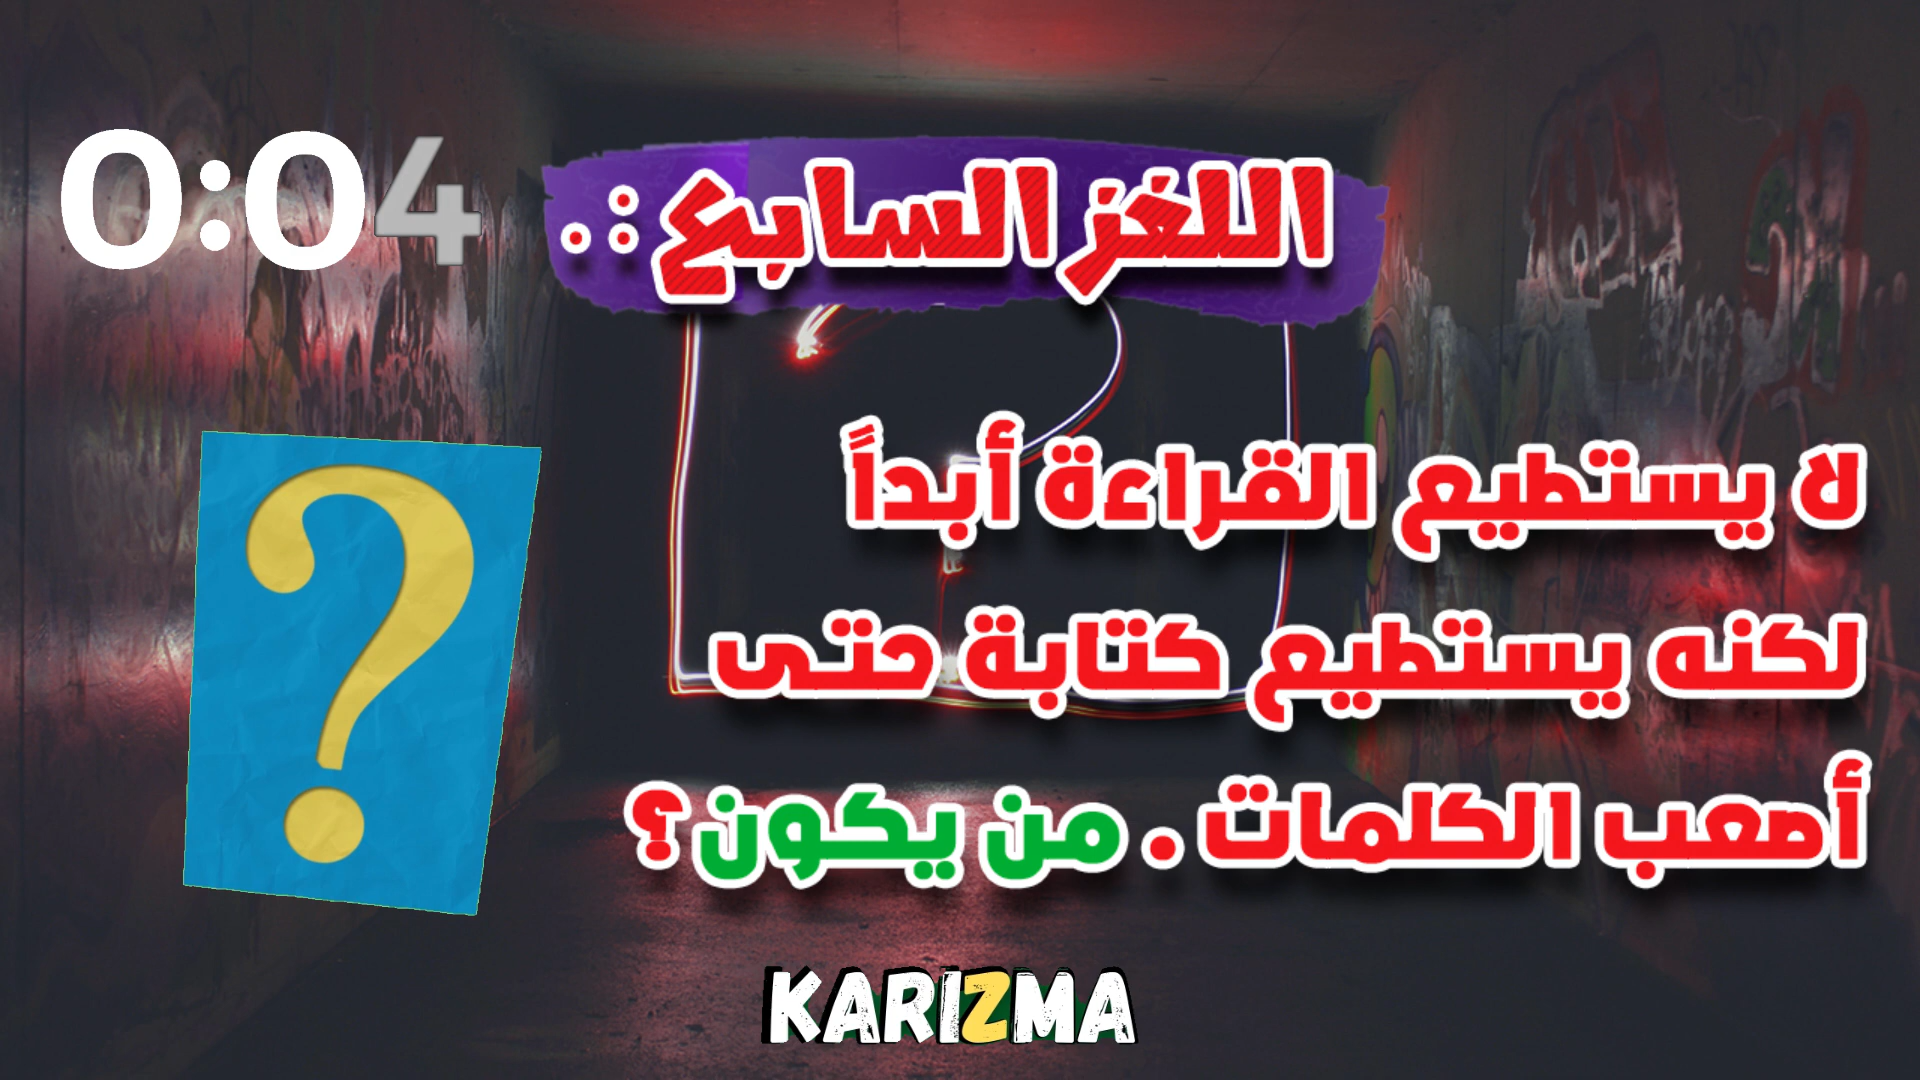 0:04
اللغز السابع :.
لا يستطيع القراءة أبداً
لكنه يستطيع كتابة حتى
أصعب الكلمات . من يكون ؟
?
KARIZMA